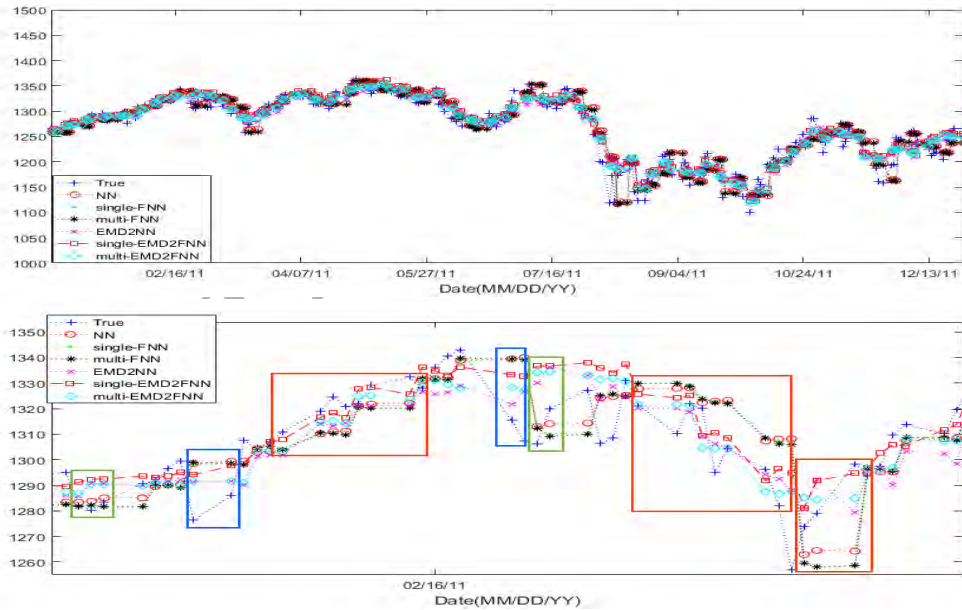 1500
1450
1400
1350
1300
1250
1200
1150
1100
1050
1000
True
NN
single-FNN
multi-FNN
EMD2NN
single-EMD2FNN
multi-EMD2FNN
02/16/11
04/07/11
05/27/11
07/16/11
09/04/11
10/24/11
12/13/11
Date(MM/DD/YY)
1350
1340
1330
1320
1310
1300
1290
1280
1270
1260
True
NN
single-FNN
multi-FNN
EMD2NN
single-EMD2FNN
multi-EMD2FNN
02/16/11
Date(MM/DD/YY)